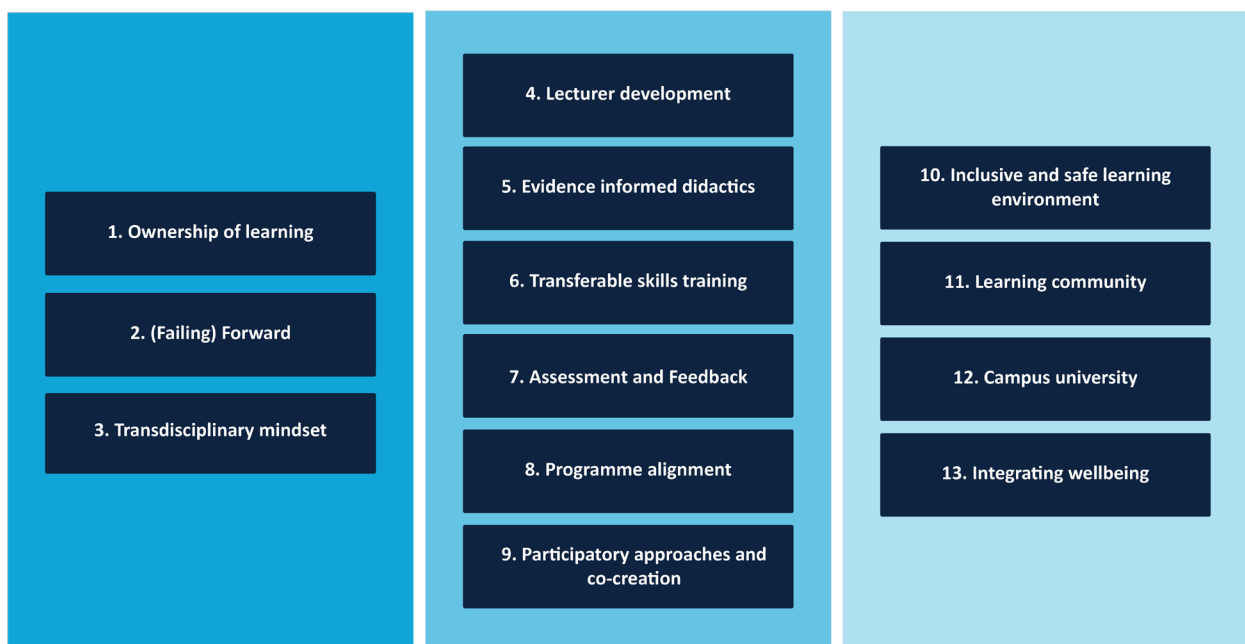 1. Ownership of learning
2. (Failing) Forward
3. Transdisciplinary mindset
4. Lecturer development
5. Evidence informed didactics
6. Transferable skills training
7. Assessment and Feedback
8. Programme alignment
9. Participatory approaches and
co-creation
10. Inclusive and safe learning
environment
11. Learning community
12. Campus university
13. Integrating wellbeing